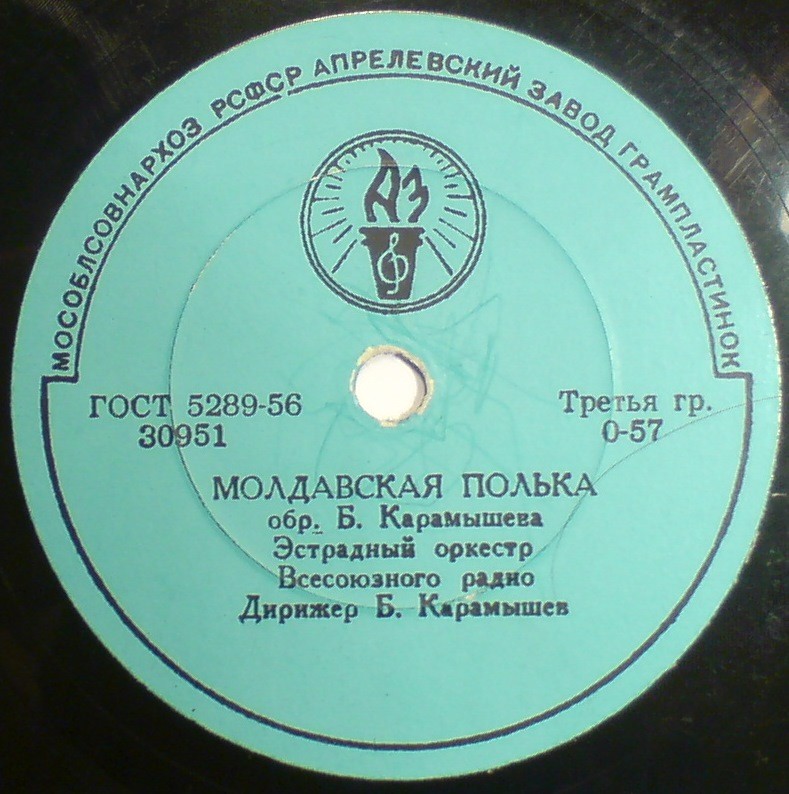 МОСОБЛСОВНАРХОЗ РСФСР АПРЕЛЕВСКИЙ ЗАВОД ГРАМПЛАСТИНОК
АЗ
ГОСТ 5289-56
30951
Третья гр.
0-57
МОЛДАВСКАЯ ПОЛЬКА
обр. Б. Карамышева
Эстрадный оркестр
Всесоюзного радио
Дирижер Б. Карамышев